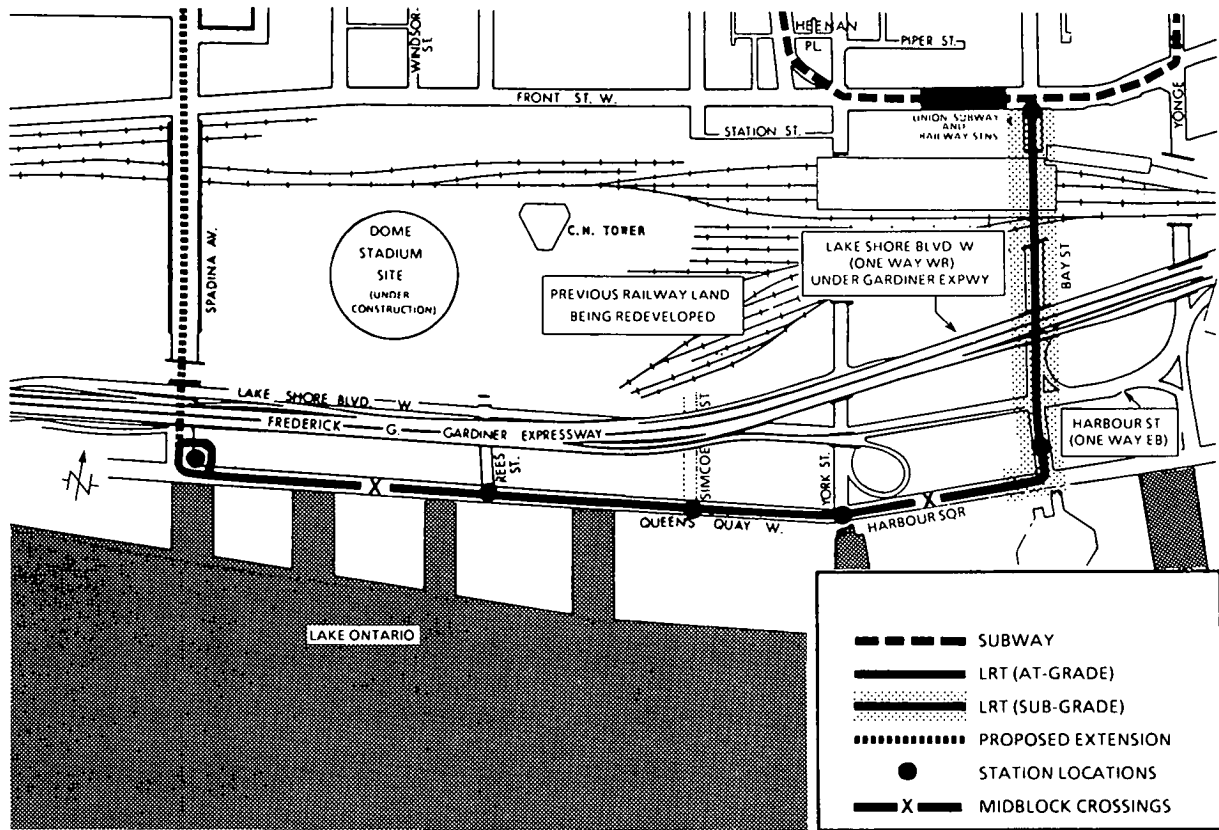 WINDSOR
ST.
SHEENAN
PL.
PIPER ST.
FRONT ST. W.
STATION ST.
UNION SUBWAY
AND
RAILWAY STNS
YONGE
SPADINA AV.
DOME
STADIUM
SITE
(UNDER
CONSTRUCTION)
C.N. TOWER
PREVIOUS RAILWAY LAND
BEING REDEVELOPED
LAKE SHORE BLVD W
(ONE WAY WB)
UNDER GARDINER EXPWY
BAY ST
LAKE SHORE BLVD. W.
FREDERICK G. GARDINER EXPRESSWAY
HARBOUR ST
(ONE WAY EB)
REES
ST.
SIMCOE ST
YORK ST.
QUEEN'S QUAY W.
HARBOUR SQR
N
X
X
LAKE ONTARIO
SUBWAY
LRT (AT-GRADE)
LRT (SUB-GRADE)
PROPOSED EXTENSION
STATION LOCATIONS
X MIDBLOCK CROSSINGS